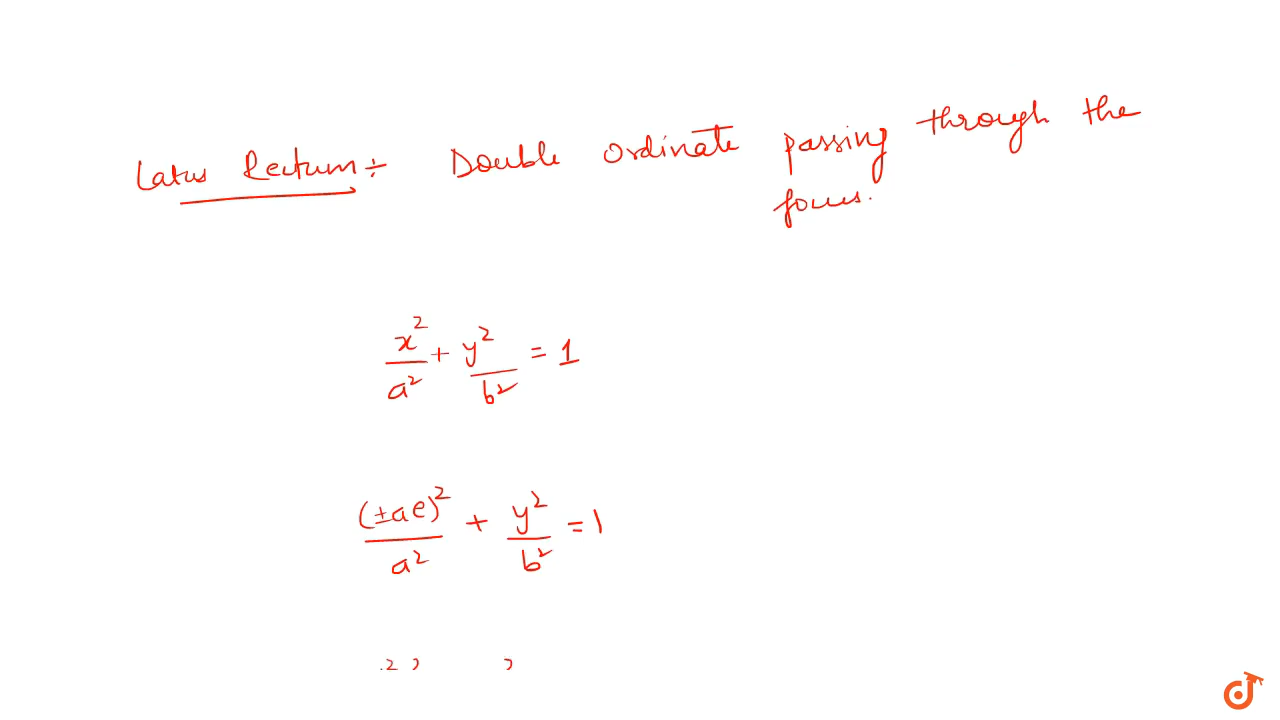 Latus Rectum ÷ Double Ordinate passing through the
focus.
x²/a² + y²/b² = 1
(±ae)²/a² + y²/b² = 1